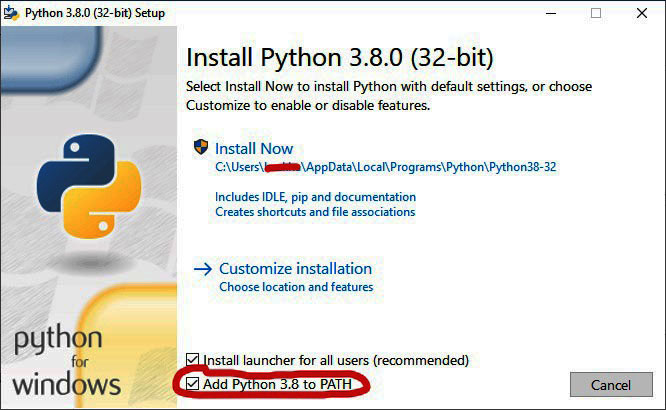 Python 3.8.0 (32-bit) Setup
Install Python 3.8.0 (32-bit)
Select Install Now to install Python with default settings, or choose
Customize to enable or disable features.
Install Now
C:\Users\\AppData\Local\Programs\Python\Python38-32
Includes IDLE, pip and documentation
Creates shortcuts and file associations
Customize installation
Choose location and features
python
for
windows
Install launcher for all users (recommended)
Add Python 3.8 to PATH
Cancel